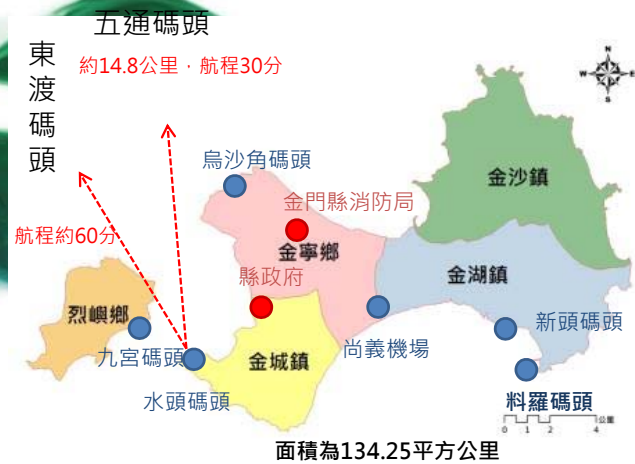 五通碼頭
約14.8公里，航程30分
東渡碼頭
航程約60分
N
W
E
S
烏沙角碼頭
金門縣消防局
金寧鄉
金沙鎮
縣政府
金湖鎮
烈嶼鄉
九宮碼頭
水頭碼頭
金城鎮
尚義機場
新頭碼頭
料羅碼頭
公里
0 1 2 4
面積為134.25平方公里